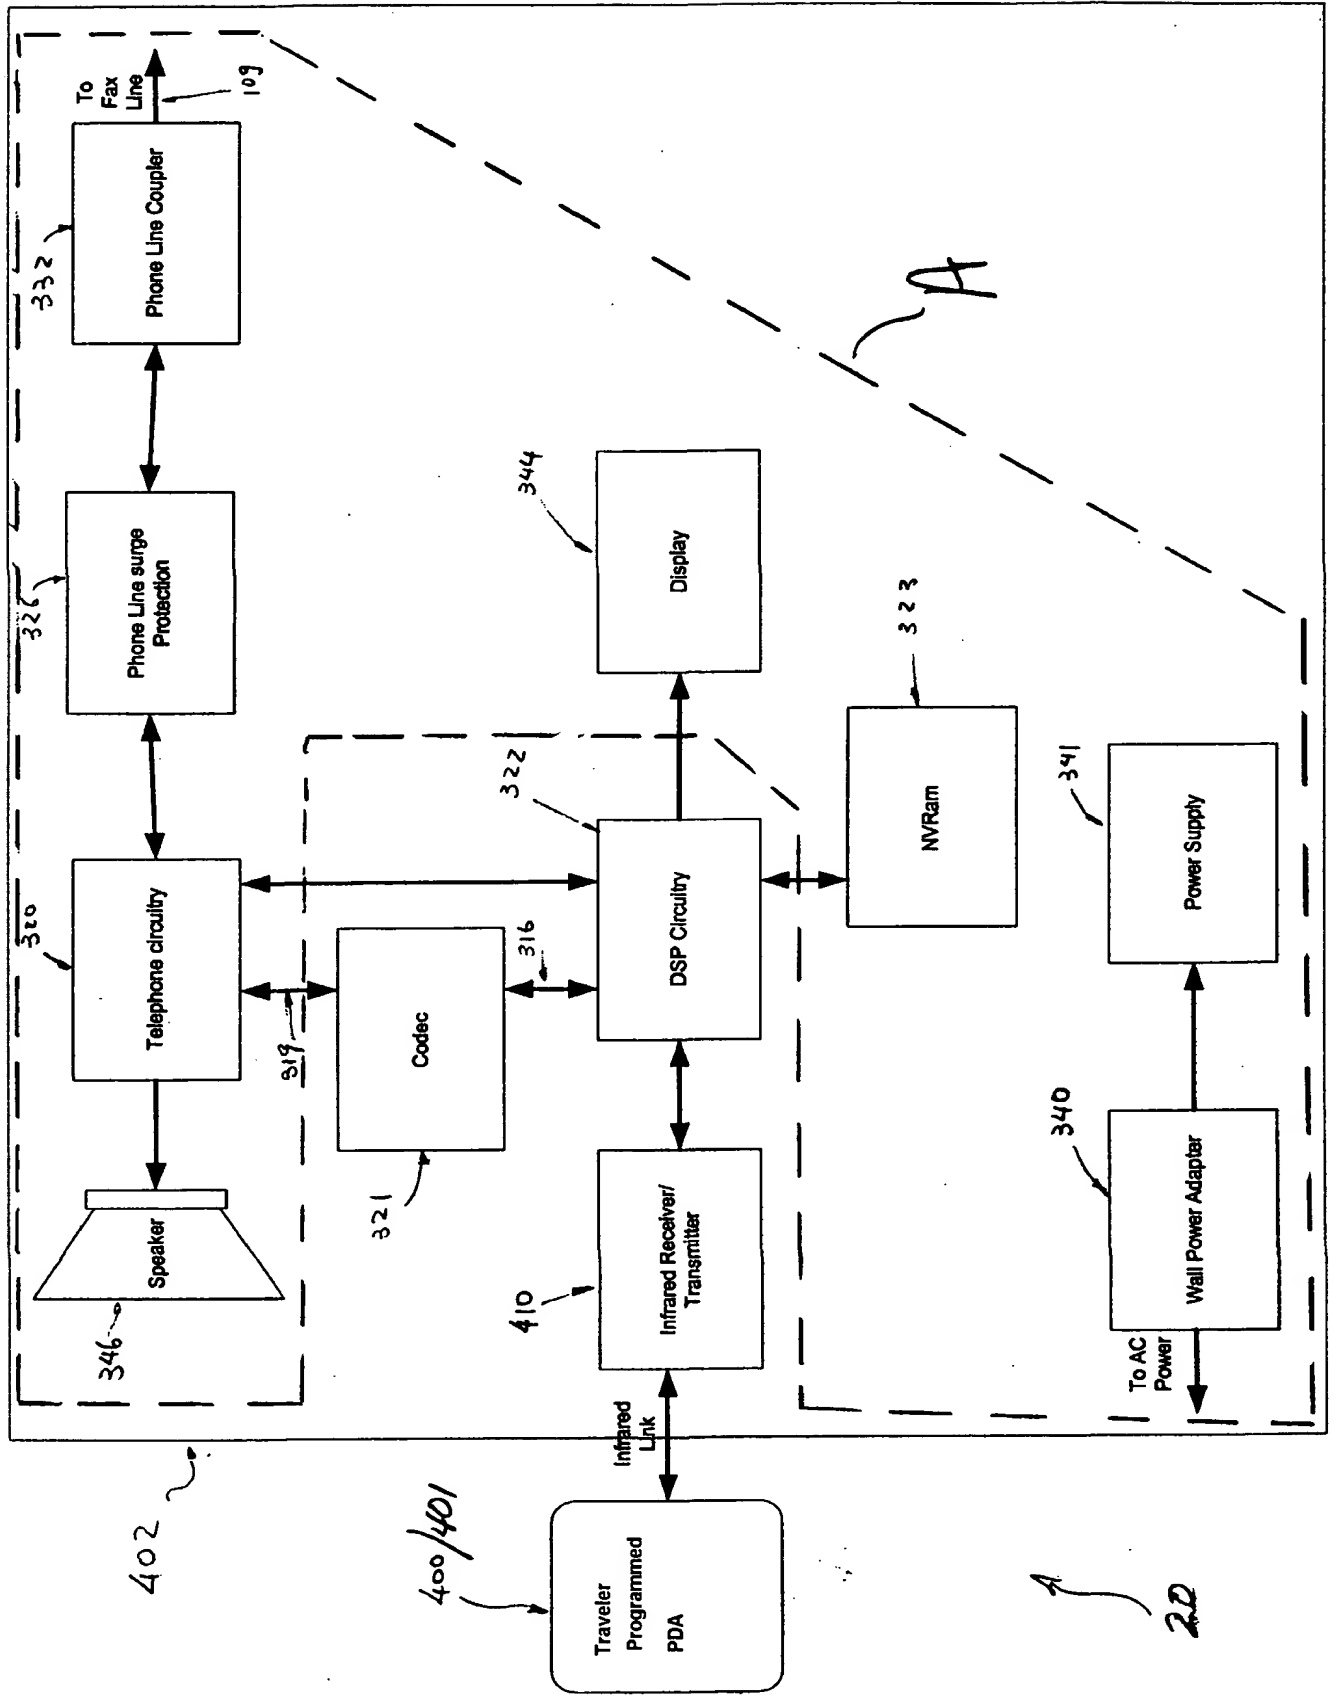 To
Fax
Line
109
Phone Line Coupler
332
Phone Line surge
Protection
326
Telephone circuitry
320
Speaker
346
319
Codec
321
316
DSP Circuitry
322
Display
344
A
NVRam
323
Infrared Receiver/
Transmitter
410
Infrared
Link
Traveler
Programmed
PDA
400/401
402
Power Supply
341
Wall Power Adapter
340
To AC
Power
20